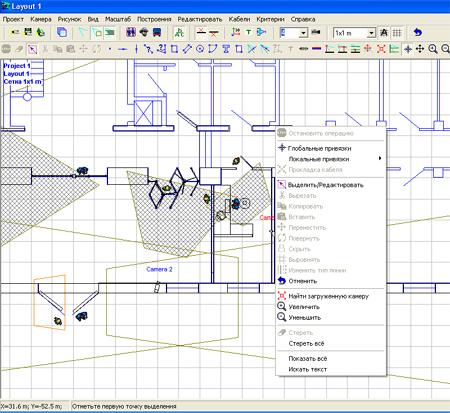 Layout 1
Проект Камера Рисунок Вид Масштаб Построения Редактировать Кабели Критерии Справка
1x1 m
Project 1
Layout 1
Сетка 1x1 m
Остановить операцию
Глобальные привязки
Локальные привязки
Прокладка кабеля
Выделить/Редактировать
Вырезать
Копировать
Вставить
Переместить
Повернуть
Скрыть
Выровнять
Изменить тип линии
Отменить
Найти загруженную камеру
Увеличить
Уменьшить
Стереть
Стереть всё
Показать всё
Искать текст
Camera 2
X=31.6 m; Y=-52.5 m; Отметьте первую точку выделения